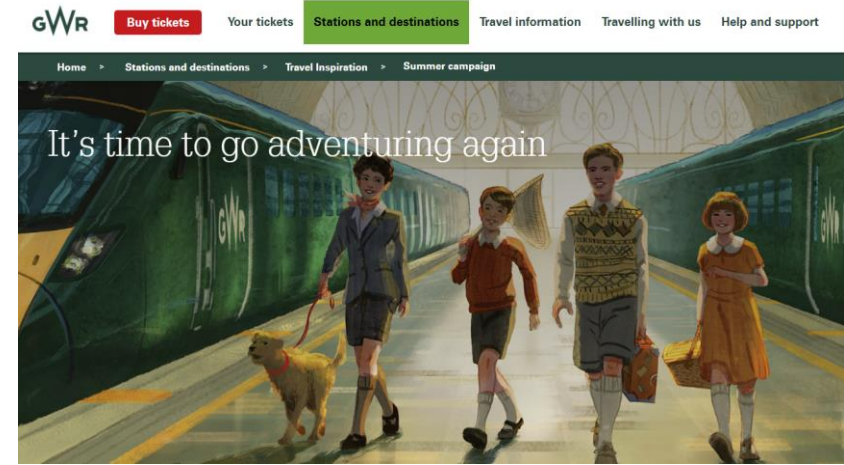 GWR Buy tickets Your tickets Stations and destinations Travel information Travelling with us Help and support
Home > Stations and destinations > Travel Inspiration > Summer campaign
It's time to go adventuring again
GWR
GWR